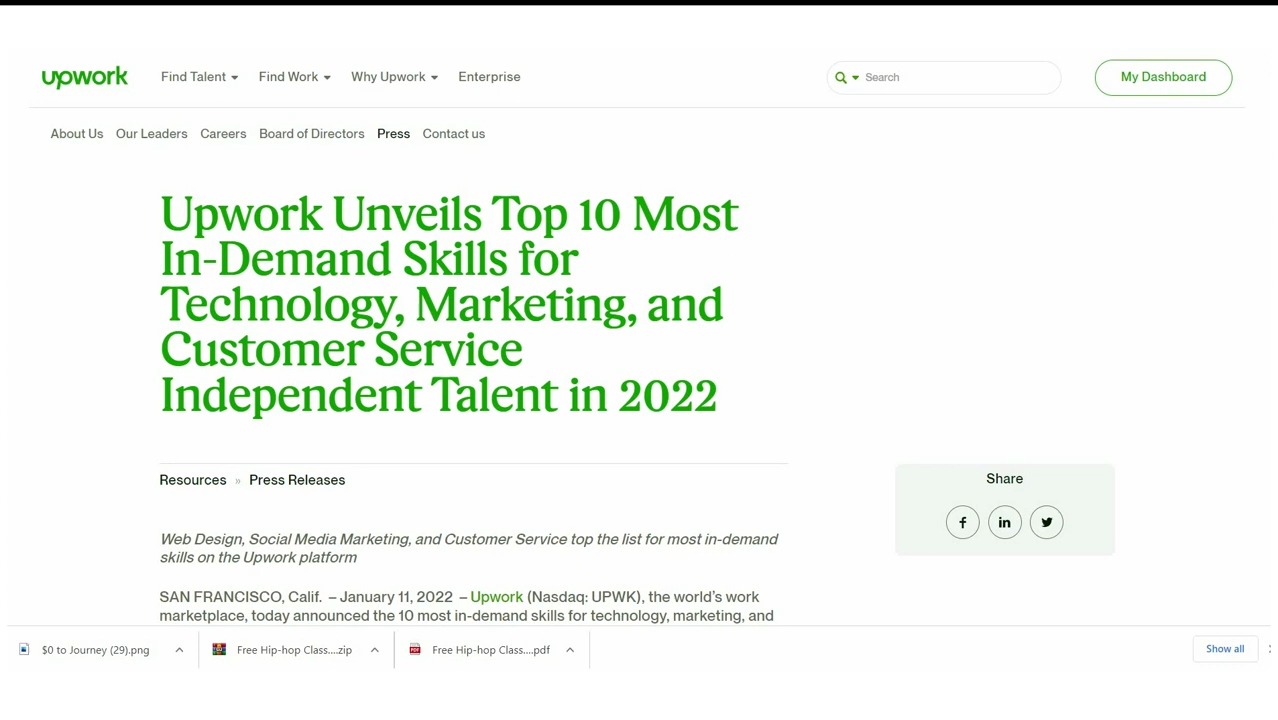 upwork Find Talent Find Work Why Upwork Enterprise Search My Dashboard
About Us Our Leaders Careers Board of Directors Press Contact us
Upwork Unveils Top 10 Most
In-Demand Skills for
Technology, Marketing, and
Customer Service
Independent Talent in 2022
Resources » Press Releases
Share
Web Design, Social Media Marketing, and Customer Service top the list for most in-demand
skills on the Upwork platform
SAN FRANCISCO, Calif. – January 11, 2022 – Upwork (Nasdaq: UPWK), the world's work
marketplace, today announced the 10 most in-demand skills for technology, marketing, and
$0 to Journey (29).png Free Hip-hop Class....zip Free Hip-hop Class....pdf Show all